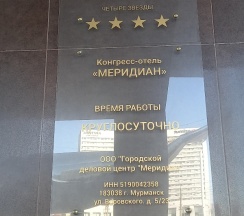 ЧЕТЫРЕ ЗВЕЗДЫ
Конгресс-отель
«МЕРИДИАН»
ВРЕМЯ РАБОТЫ
КРУГЛОСУТОЧНО
ООО "Городской
деловой центр "Меридиан"
ИНН 5190042358
183038 г. Мурманск
ул. Воровского, д. 5/23